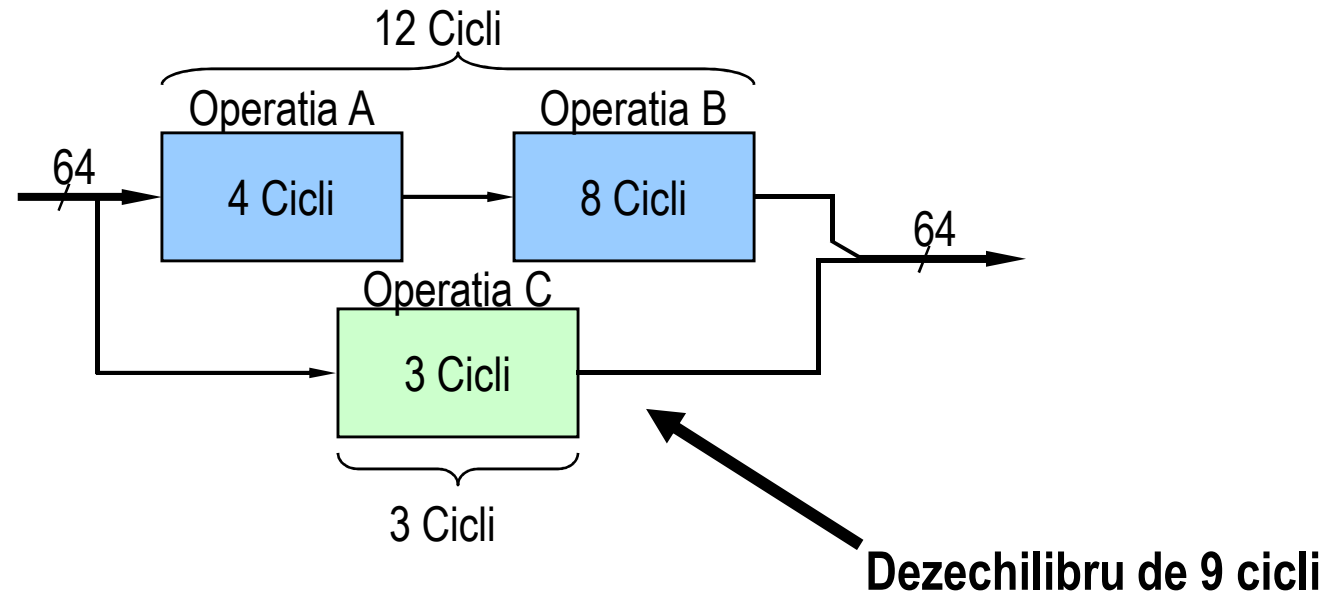 12 Cicli
Operatia A
Operatia B
64
4 Cicli
8 Cicli
64
Operatia C
3 Cicli
3 Cicli
Dezechilibru de 9 cicli